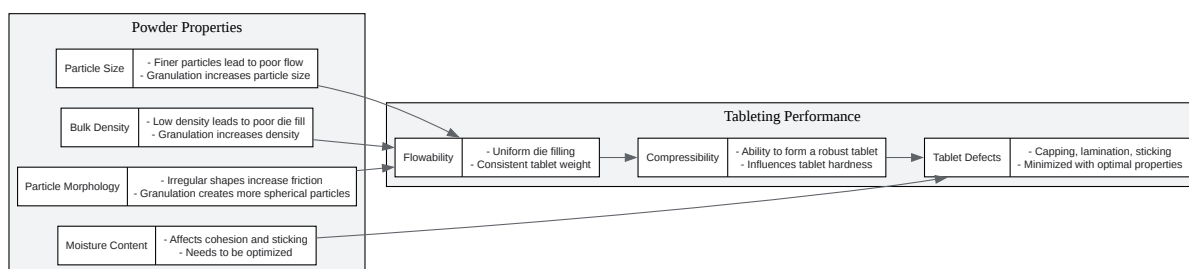 Powder Properties
Particle Size
- Finer particles lead to poor flow
- Granulation increases particle size
Bulk Density
- Low density leads to poor die fill
- Granulation increases density
Particle Morphology
- Irregular shapes increase friction
- Granulation creates more spherical particles
Moisture Content
- Affects cohesion and sticking
- Needs to be optimized
Tableting Performance
Flowability
- Uniform die filling
- Consistent tablet weight
Compressibility
- Ability to form a robust tablet
- Influences tablet hardness
Tablet Defects
- Capping, lamination, sticking
- Minimized with optimal properties